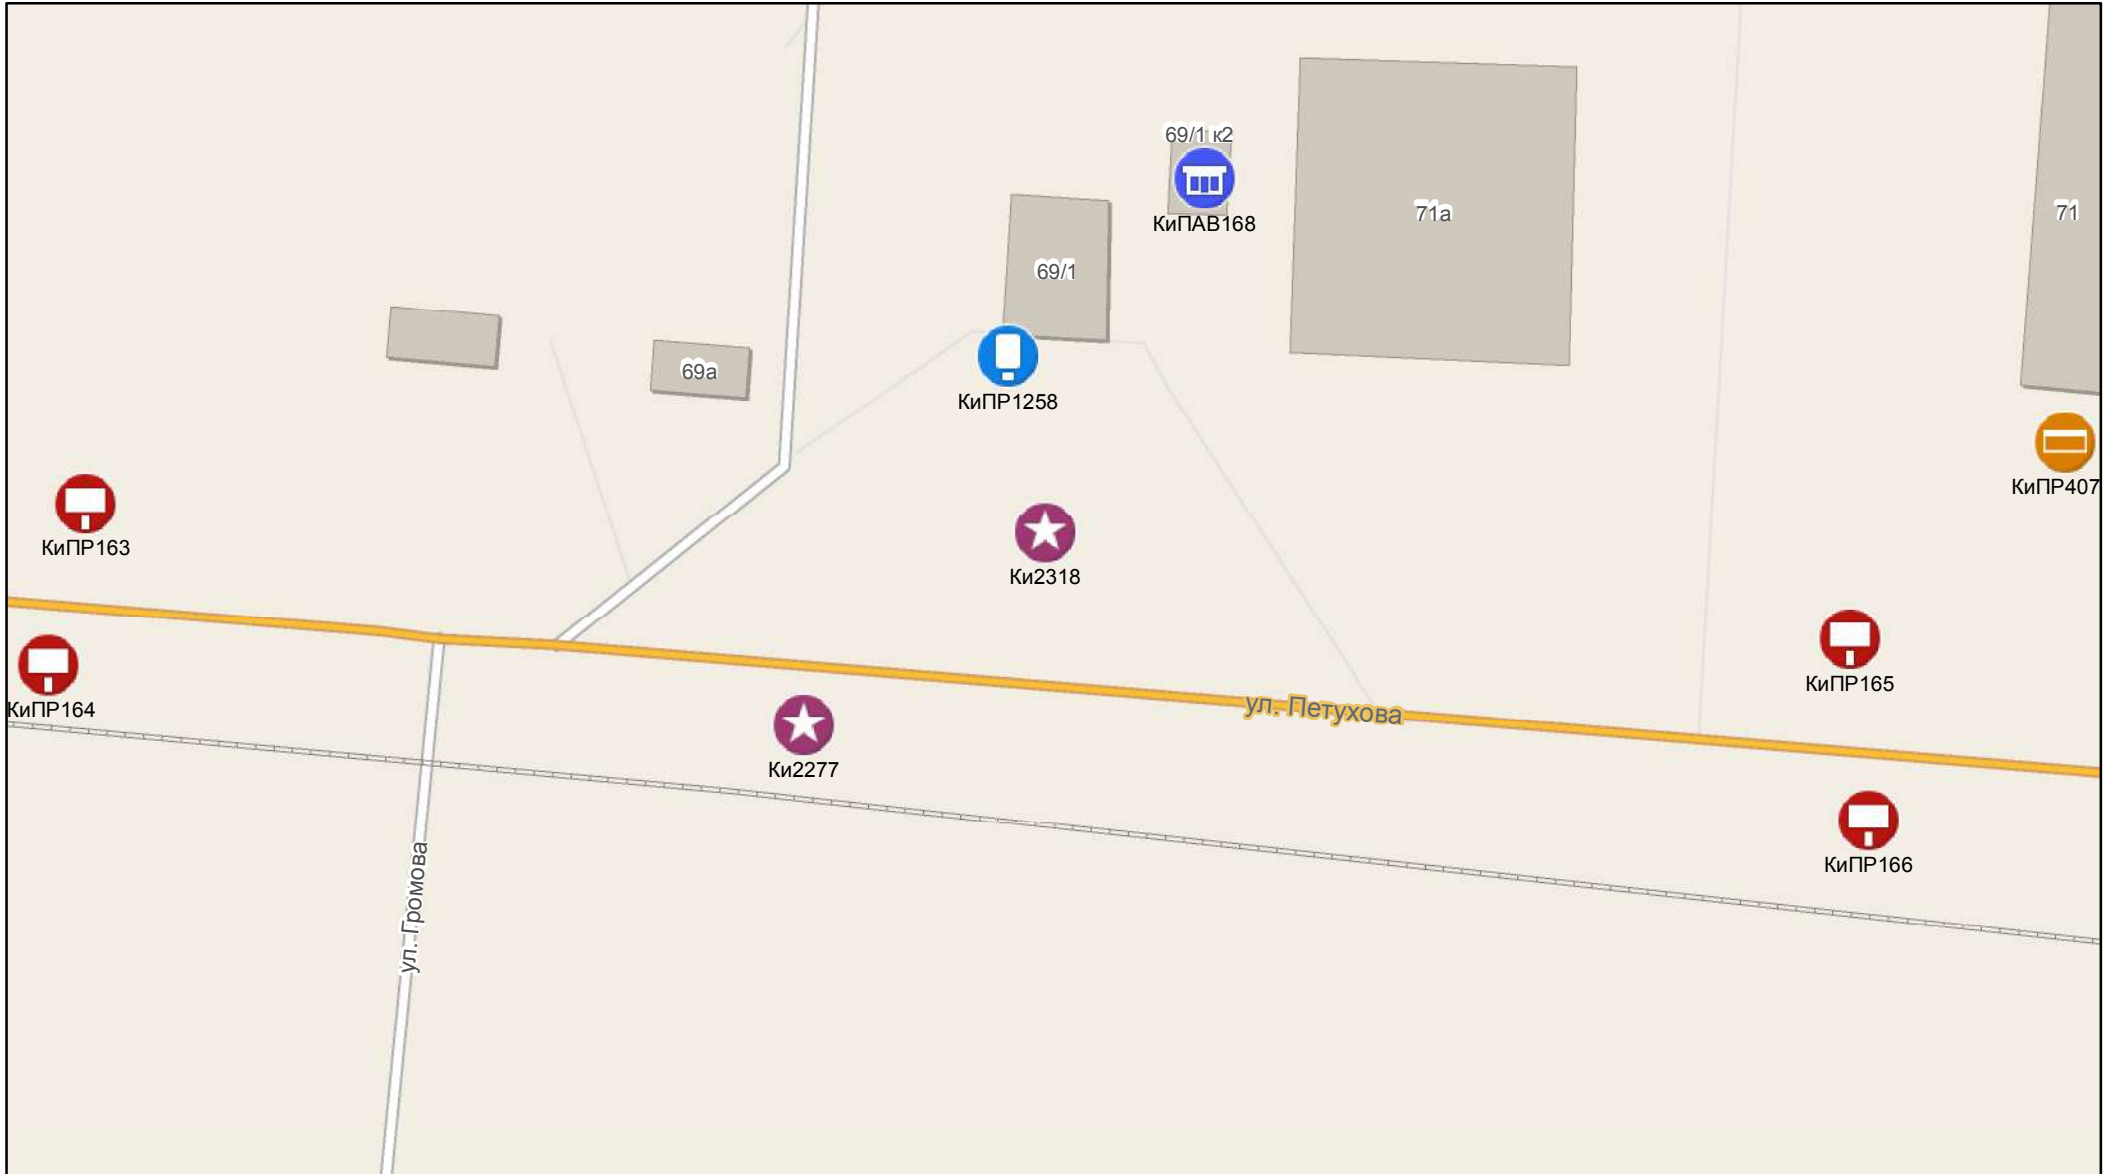 69/1 к2
КиПАВ168
71а
71
69/1
69а
КиПР1258
КиПР407
КиПР163
Ки2318
КиПР165
КиПР164
ул. Петухова
Ки2277
КиПР166
ул. Громова